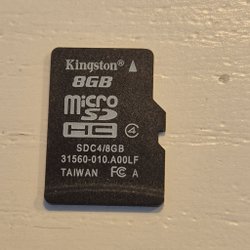 Kingston
8GB
micro
SD
HC 4
SDC4/8GB
31560-010.A00LF
TAIWAN FC A